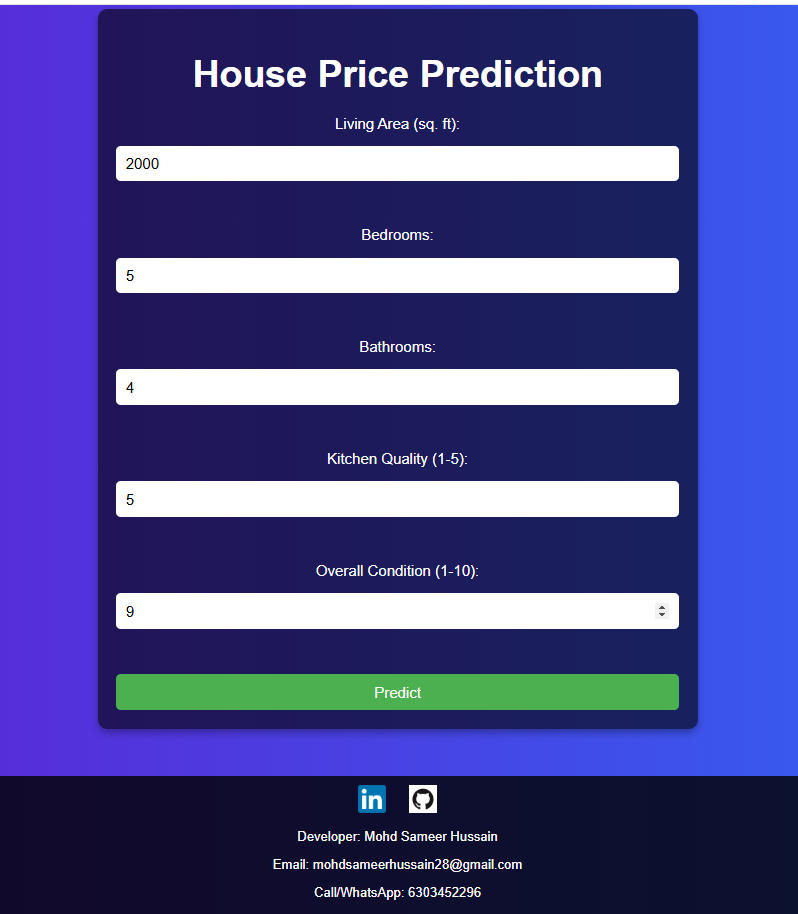 House Price Prediction
Living Area (sq. ft):
2000
Bedrooms:
5
Bathrooms:
4
Kitchen Quality (1-5):
5
Overall Condition (1-10):
9
Predict
in
Developer: Mohd Sameer Hussain
Email: mohdsameerhussain28@gmail.com
Call/WhatsApp: 6303452296